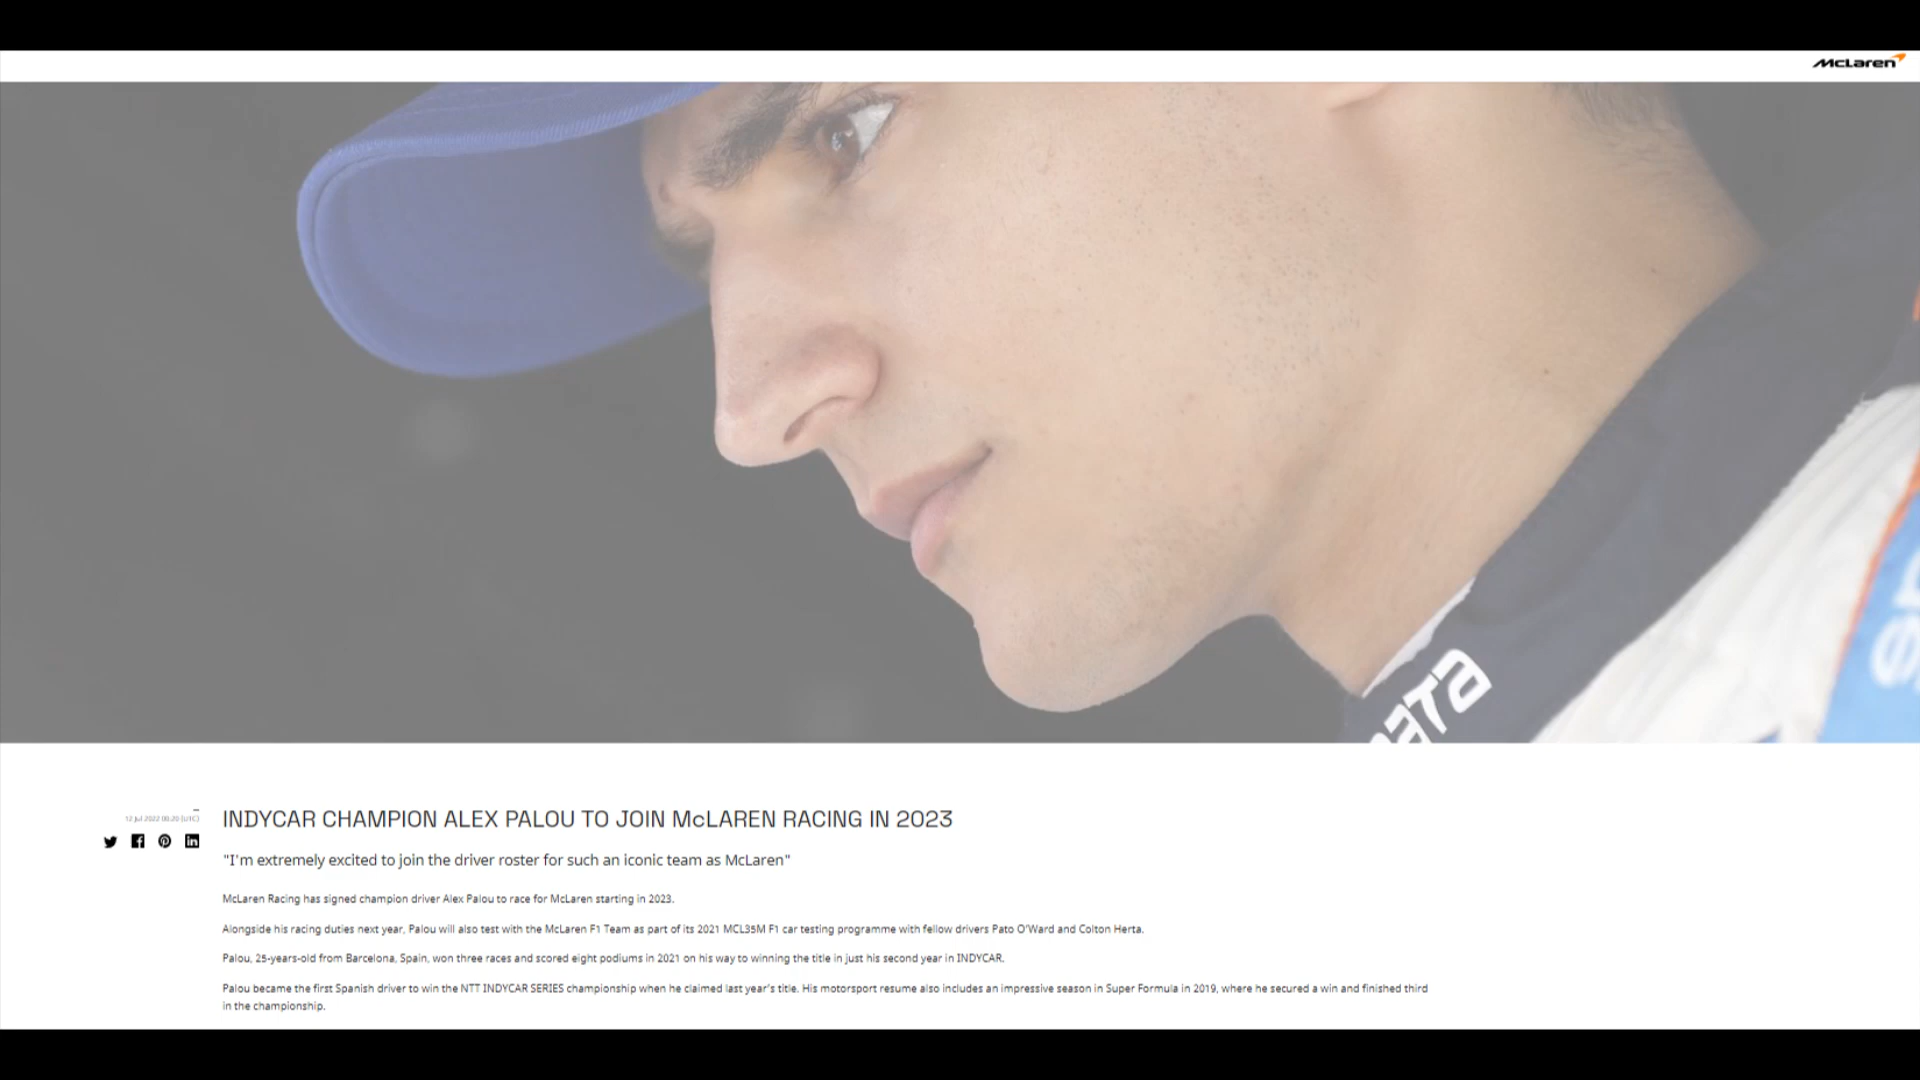 McLaren
aTa
12 Jul 2022 08:20 (UTC)
INDYCAR CHAMPION ALEX PALOU TO JOIN McLAREN RACING IN 2023
"I'm extremely excited to join the driver roster for such an iconic team as McLaren"
McLaren Racing has signed champion driver Alex Palou to race for McLaren starting in 2023.
Alongside his racing duties next year, Palou will also test with the McLaren F1 Team as part of its 2021 MCL35M F1 car testing programme with fellow drivers Pato O'Ward and Colton Herta.
Palou, 25-years-old from Barcelona, Spain, won three races and scored eight podiums in 2021 on his way to winning the title in just his second year in INDYCAR.
Palou became the first Spanish driver to win the NTT INDYCAR SERIES championship when he claimed last year's title. His motorsport resume also includes an impressive season in Super Formula in 2019, where he secured a win and finished third
in the championship.